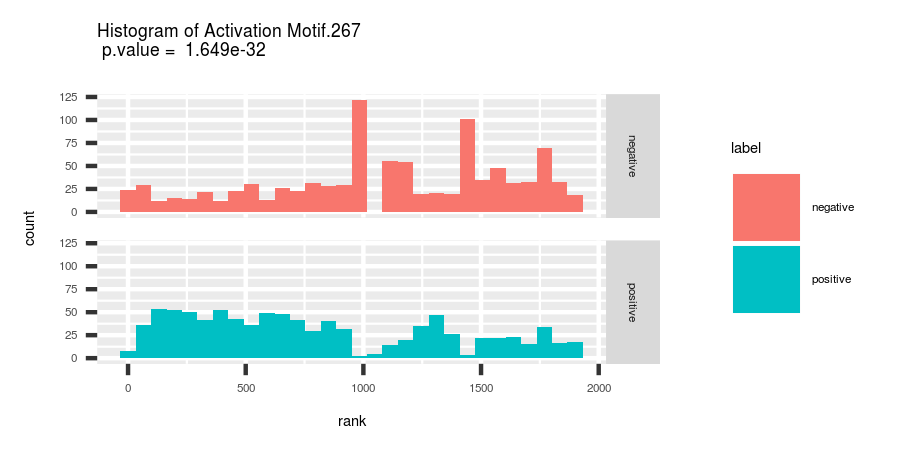 Histogram of Activation Motif.267
p.value = 1.649e-32
125
100
75
50
25
0
negative
125
100
75
50
25
0
positive
0 500 1000 1500 2000
rank
count
label
negative
positive